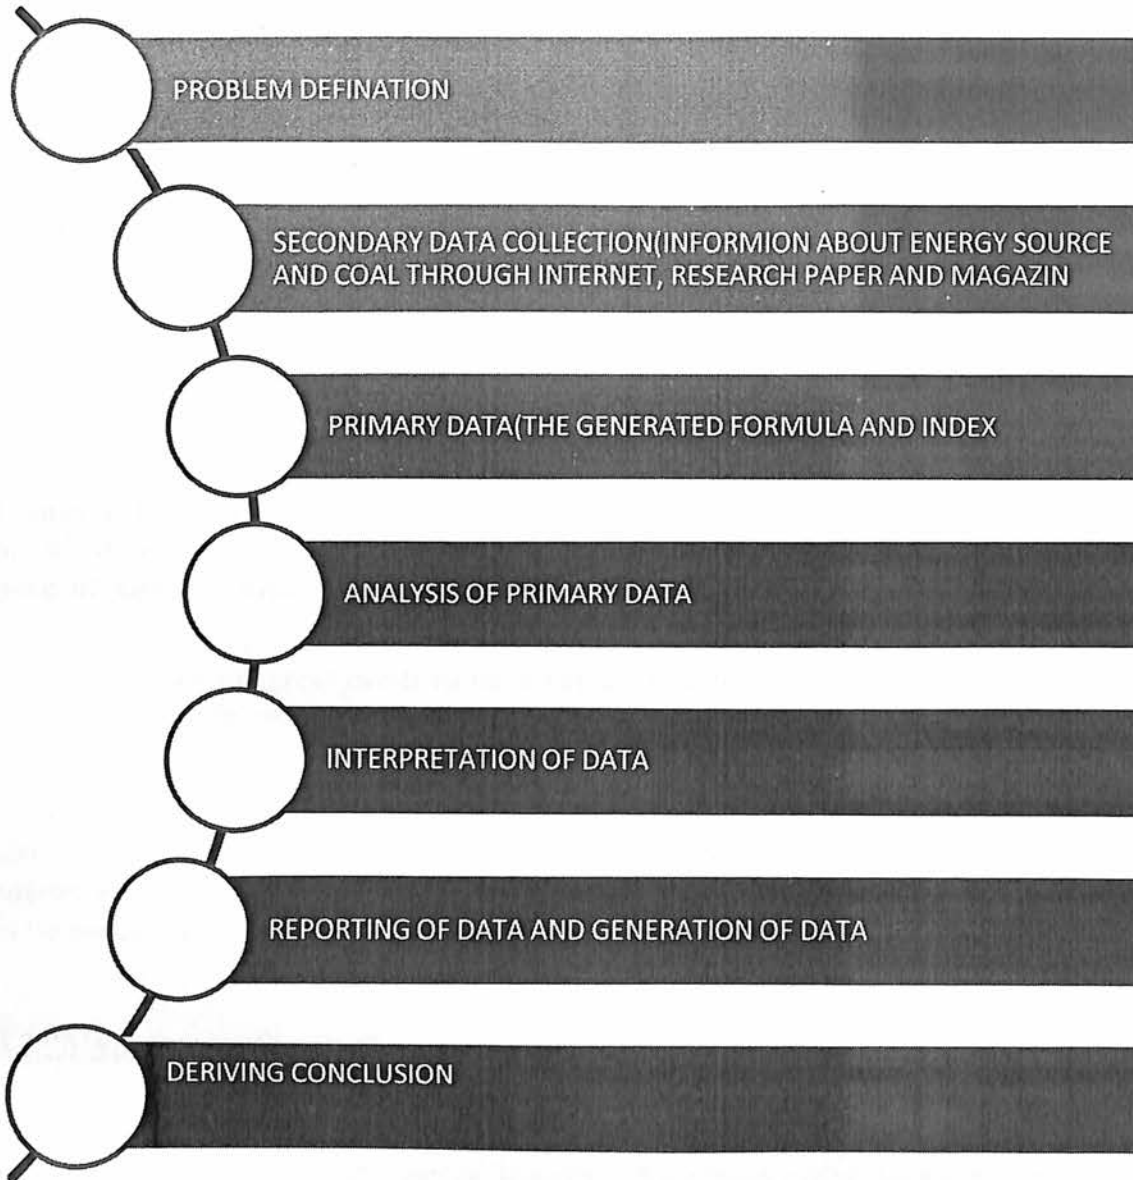 PROBLEM DEFINATION
SECONDARY DATA COLLECTION(INFORMION ABOUT ENERGY SOURCE
AND COAL THROUGH INTERNET, RESEARCH PAPER AND MAGAZIN
PRIMARY DATA(THE GENERATED FORMULA AND INDEX
ANALYSIS OF PRIMARY DATA
INTERPRETATION OF DATA
REPORTING OF DATA AND GENERATION OF DATA
DERIVING CONCLUSION